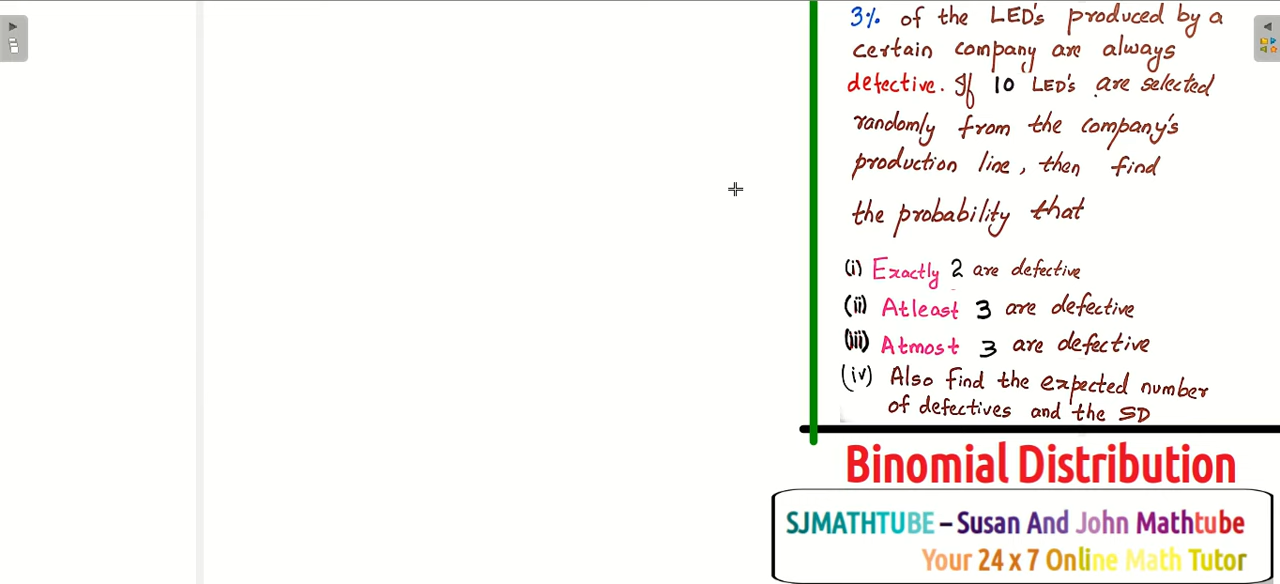 3% of the LED's produced by a
certain company are always
defective. If 10 LED's are selected
randomly from the company's
production line, then find
the probability that
(i) Exactly 2 are defective
(ii) Atleast 3 are defective
(iii) Atmost 3 are defective
(iv) Also find the expected number
of defectives and the SD
Binomial Distribution
SJMATHTUBE – Susan And John Mathtube
Your 24 x 7 Online Math Tutor